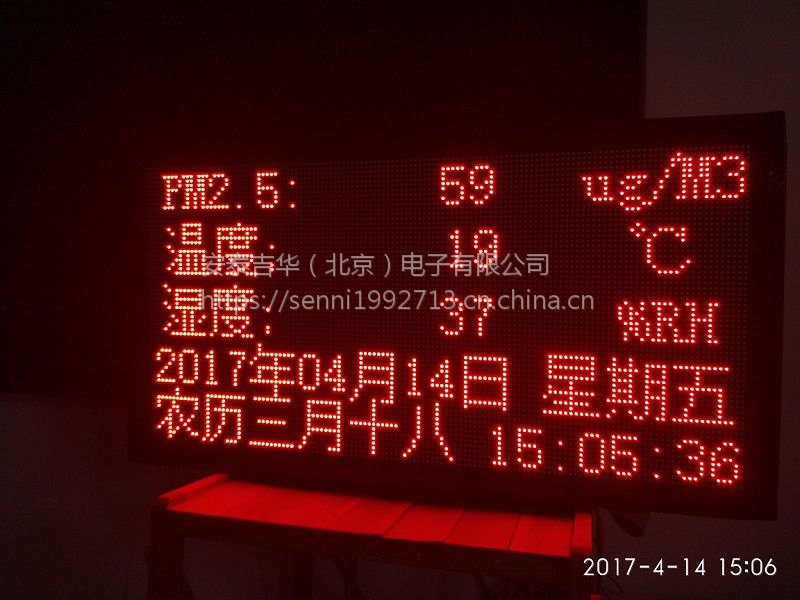 PM2.5: 59 ug/M3
温度: 19 ℃
安泰吉华（北京）电子有限公司
https://senni1992713.cn.china.cn
湿度: 37 %RH
2017年04月14日 星期五
农历三月十八 15:05:36
2017-4-14 15:06